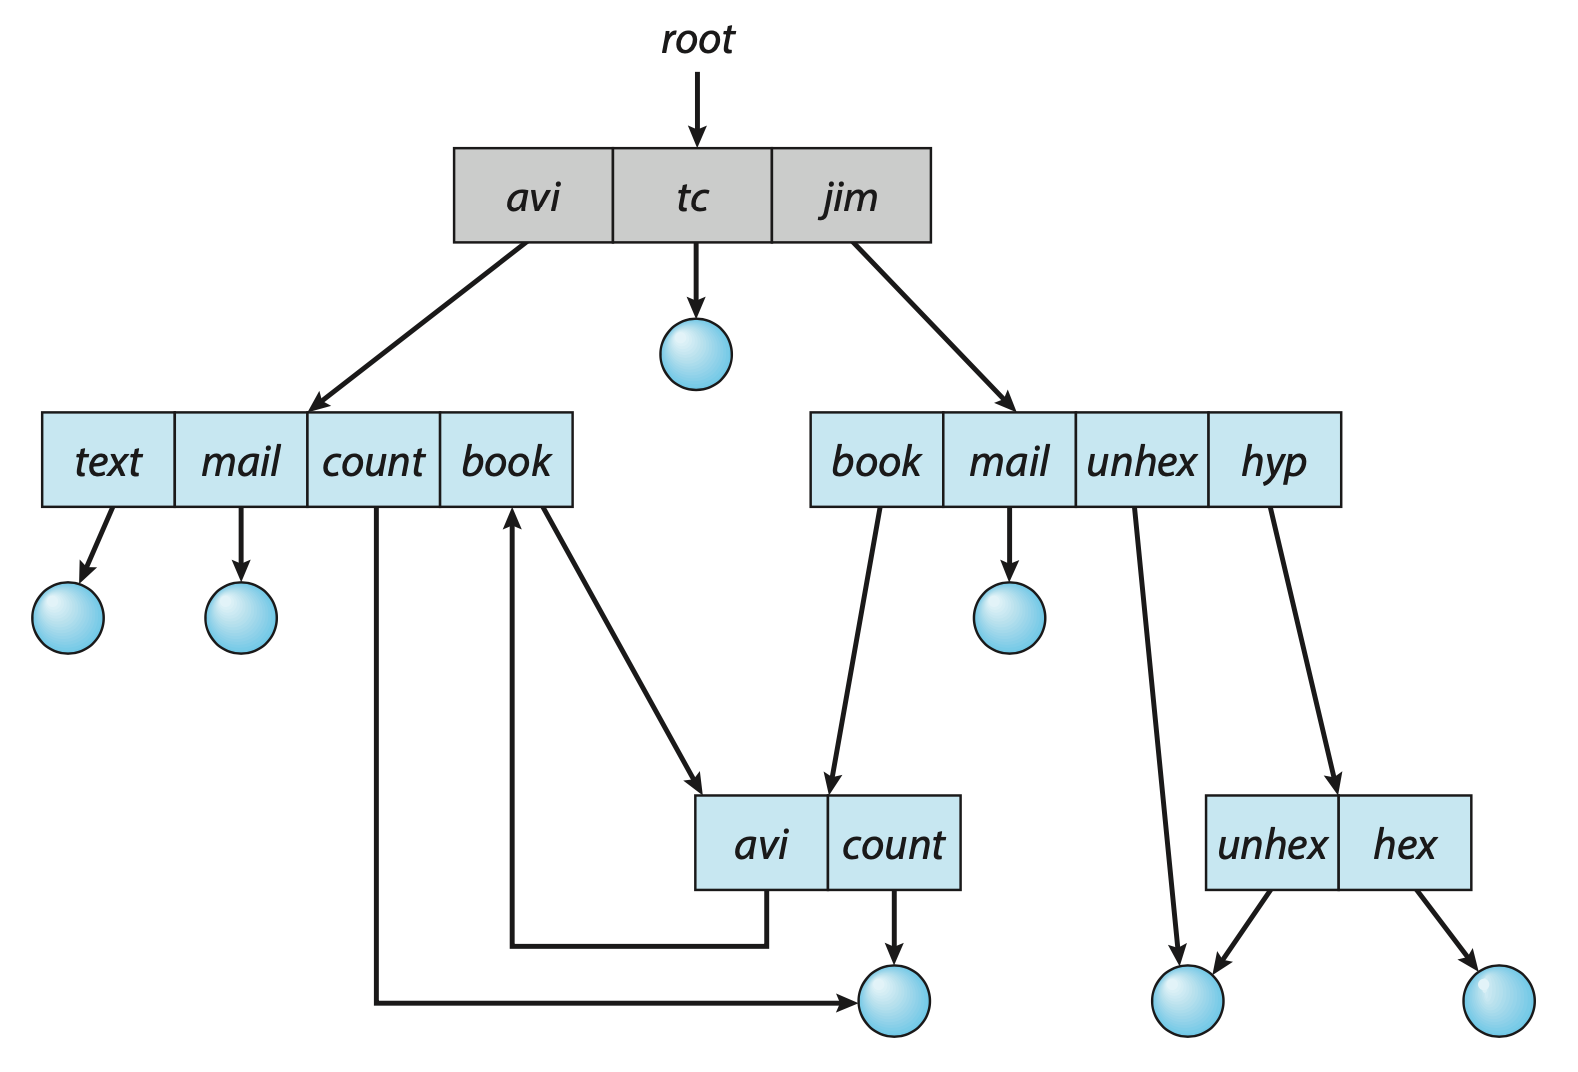 root
avi tc jim
text mail count book book mail unhex hyp
avi count unhex hex